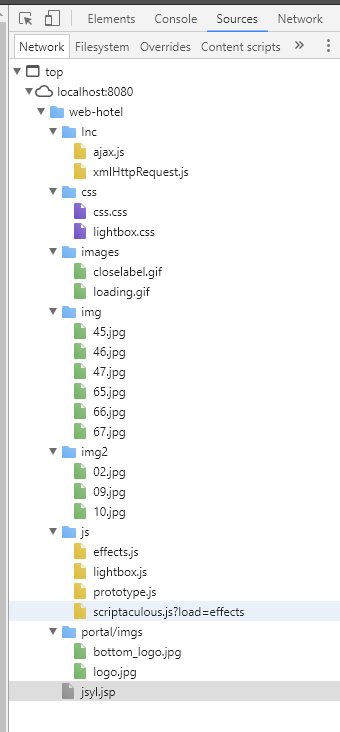 Elements Console Sources Network
Network Filesystem Overrides Content scripts »
top
localhost:8080
web-hotel
Inc
ajax.js
xmlHttpRequest.js
css
css.css
lightbox.css
images
closelabel.gif
loading.gif
img
45.jpg
46.jpg
47.jpg
65.jpg
66.jpg
67.jpg
img2
02.jpg
09.jpg
10.jpg
js
effects.js
lightbox.js
prototype.js
scriptaculous.js?load=effects
portal/imgs
bottom_logo.jpg
logo.jpg
jsyl.jsp